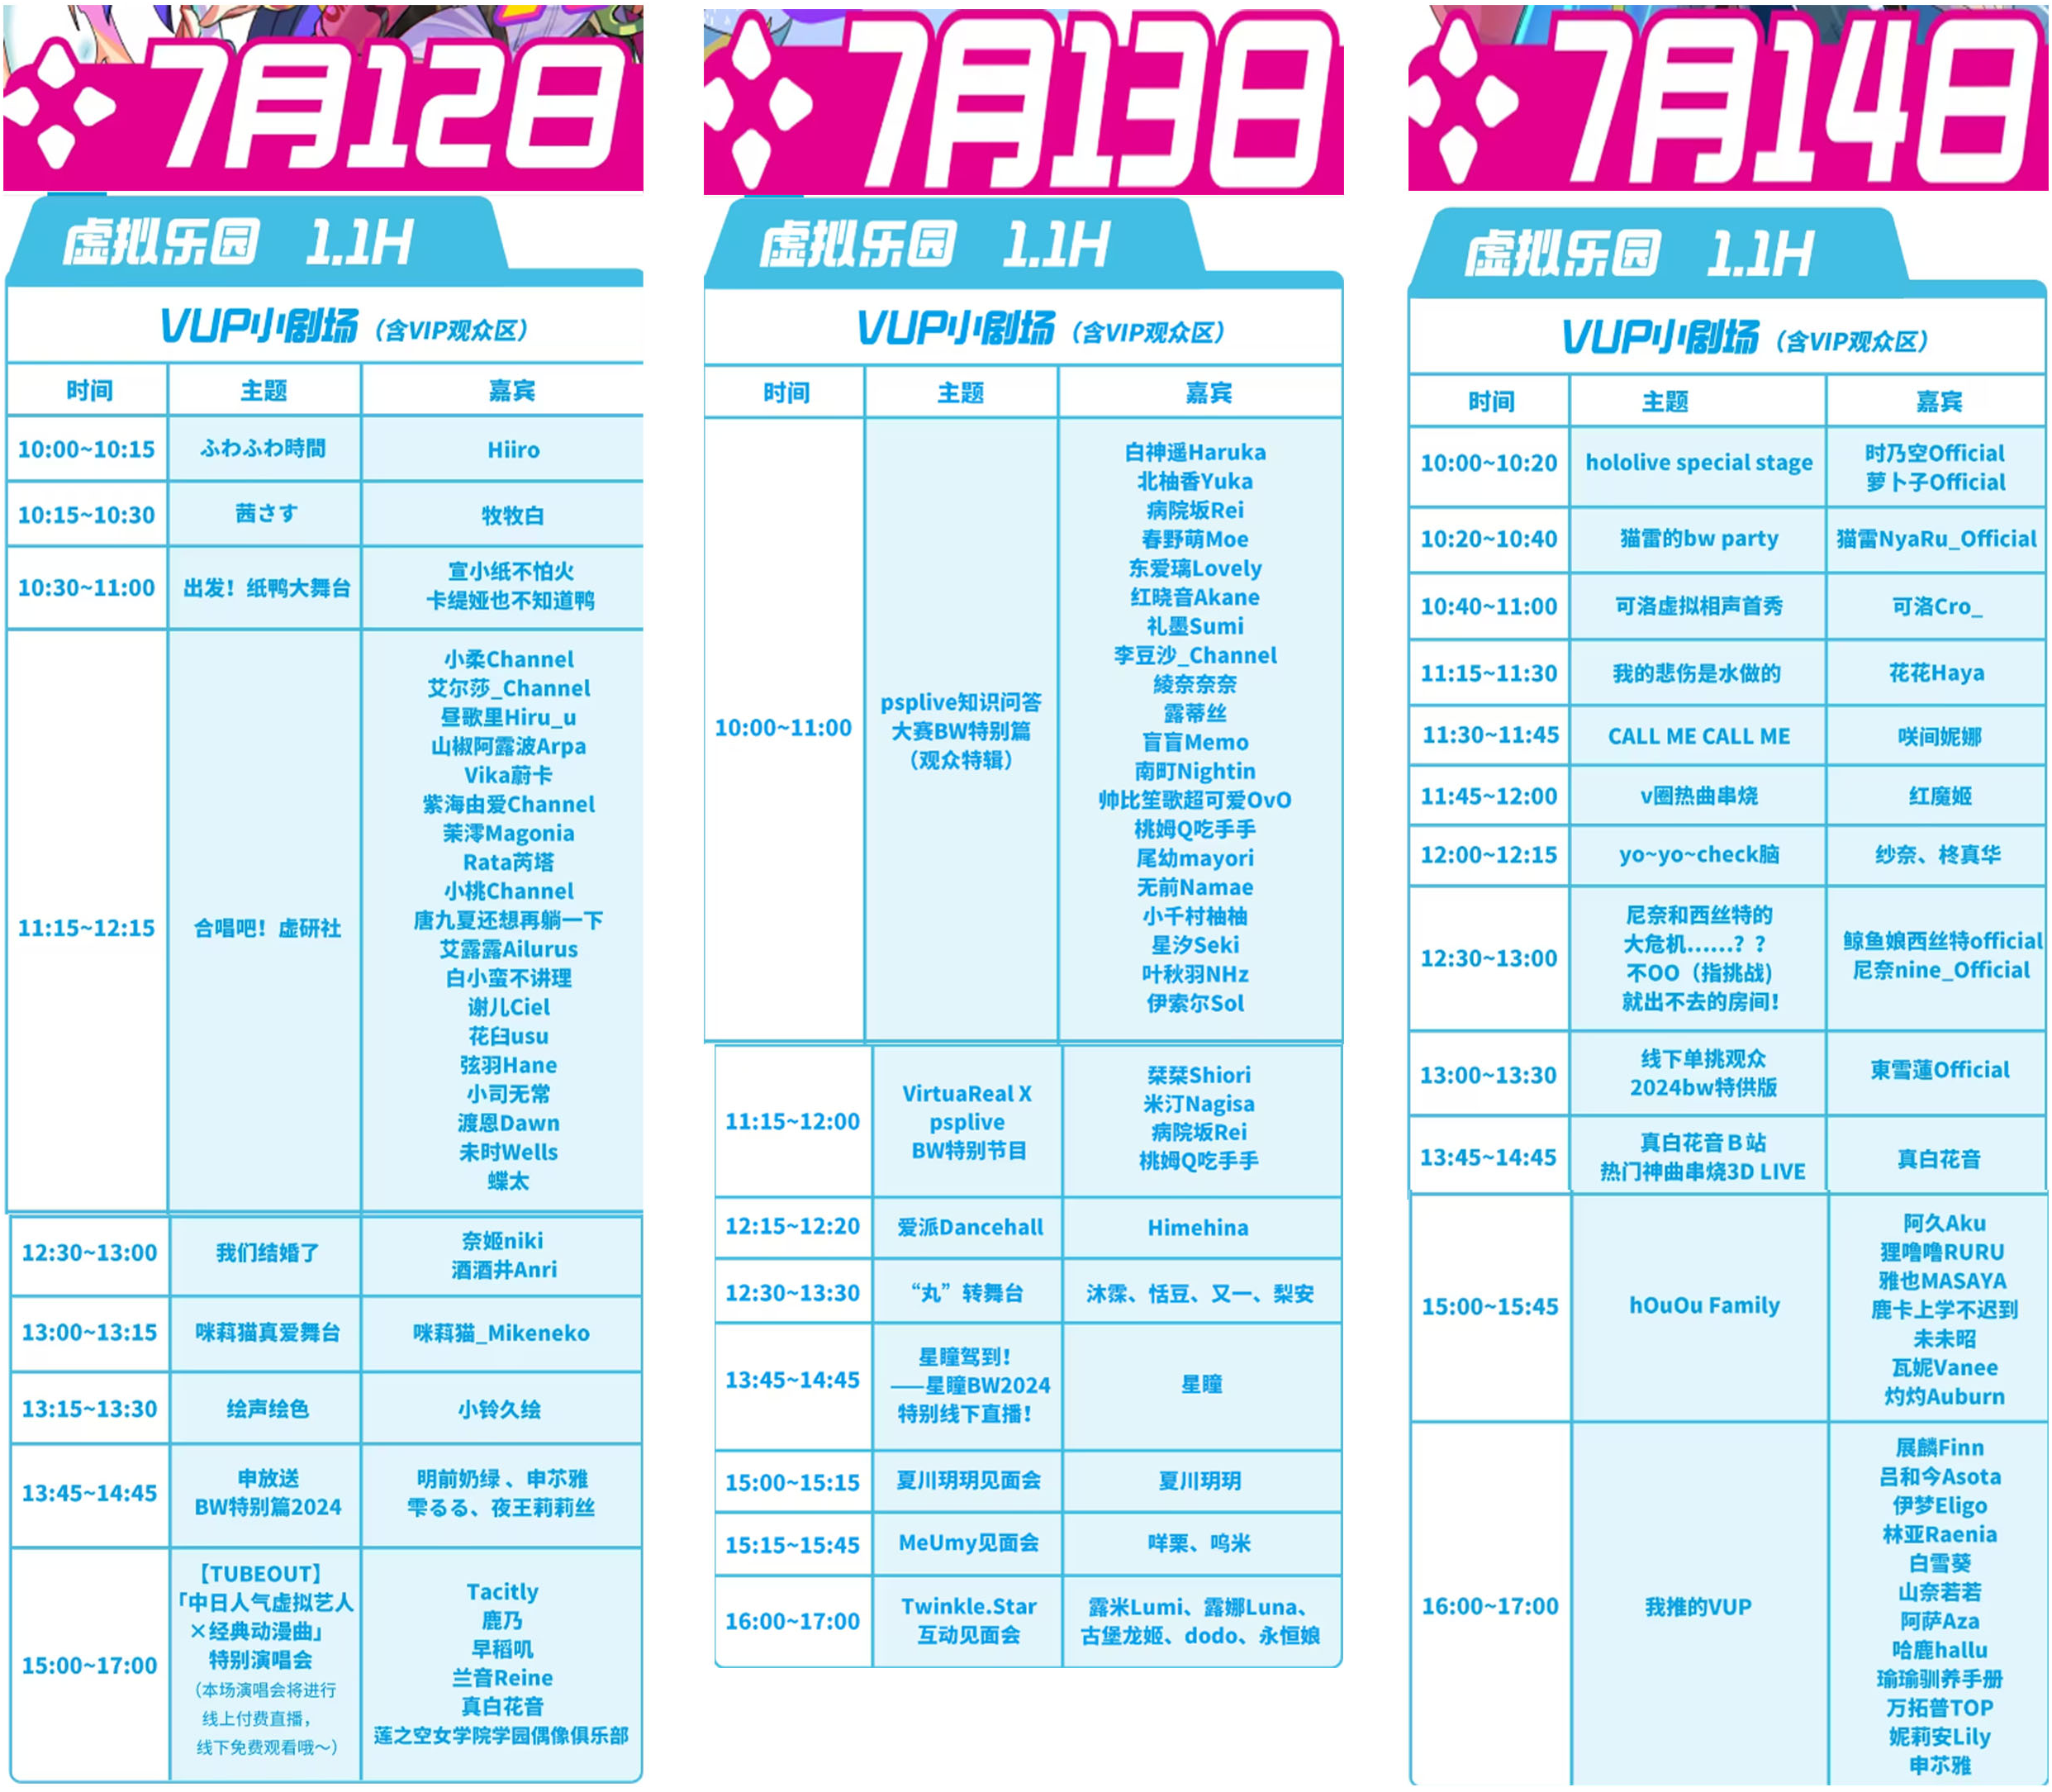 7月12日
虚拟乐园 1.1H
VUP小剧场（含VIP观众区）
时间 主题 嘉宾
10:00~10:15 ふわふわ時間 Hiiro
10:15~10:30 茜さす 牧牧白
10:30~11:00 出发！纸鸭大舞台 宣小纸不怕火
卡缇娅也不知道鸭
11:15~12:15 合唱吧！虚研社
小柔Channel
艾尔莎_Channel
昼歌里Hiru_u
山椒阿露波Arpa
Vika蔚卡
紫海由爱Channel
茉澪Magonia
Rata芮塔
小桃Channel
唐九夏还想再躺一下
艾露露Ailurus
白小蛮不讲理
谢儿Ciel
花臼usu
弦羽Hane
小司无常
渡恩Dawn
未时Wells
蝶太
12:30~13:00 我们结婚了 奈姬niki
酒酒井Anri
13:00~13:15 咪萪猫真爱舞台 咪萪猫_Mikeneko
13:15~13:30 绘声绘色 小铃久绘
13:45~14:45 申放送
BW特别篇2024
明前奶绿、申苶雅
雫るる、夜王莉莉丝
15:00~17:00
【TUBEOUT】
「中日人气虚拟艺人
×经典动漫曲」
特别演唱会
（本场演唱会将进行
线上付费直播，
线下免费观看哦～）
Tacitly
鹿乃
早稻叽
兰音Reine
真白花音
莲之空女学院学园偶像俱乐部
7月13日
虚拟乐园 1.1H
VUP小剧场（含VIP观众区）
时间 主题 嘉宾
10:00~11:00
psplive知识问答
大赛BW特别篇
（观众特辑）
白神遥Haruka
北柚香Yuka
病院坂Rei
春野萌Moe
东爱璃Lovely
红晓音Akane
礼墨Sumi
李豆沙_Channel
綾奈奈奈
露蒂丝
盲盲Memo
南町Nightin
帅比笙歌超可爱OvO
桃姆Q吃手手
尾幼mayori
无前Namae
小千村柚柚
星汐Seki
叶秋羽NHz
伊索尔Sol
11:15~12:00
VirtuaReal X
psplive
BW特别节目
栞栞Shiori
米汀Nagisa
病院坂Rei
桃姆Q吃手手
12:15~12:20 爱派Dancehall Himehina
12:30~13:30 “丸”转舞台 沐霂、恬豆、又一、梨安
13:45~14:45
星瞳驾到！
——星瞳BW2024
特别线下直播！
星瞳
15:00~15:15 夏川玥玥见面会 夏川玥玥
15:15~15:45 MeUmy见面会 咩栗、呜米
16:00~17:00 Twinkle.Star
互动见面会
露米Lumi、露娜Luna、
古堡龙姬、dodo、永恒娘
7月14日
虚拟乐园 1.1H
VUP小剧场（含VIP观众区）
时间 主题 嘉宾
10:00~10:20 hololive special stage 时乃空Official
萝卜子Official
10:20~10:40 猫雷的bw party 猫雷NyaRu_Official
10:40~11:00 可洛虚拟相声首秀 可洛Cro_
11:15~11:30 我的悲伤是水做的 花花Haya
11:30~11:45 CALL ME CALL ME 咲间妮娜
11:45~12:00 v圈热曲串烧 红魔姬
12:00~12:15 yo~yo~check脑 纱奈、柊真华
12:30~13:00
尼奈和西丝特的
大危机......？？
不OO（指挑战)
就出不去的房间！
鲸鱼娘西丝特official
尼奈nine_Official
13:00~13:30 线下单挑观众
2024bw特供版
東雪蓮Official
13:45~14:45 真白花音B站
热门神曲串烧3D LIVE
真白花音
15:00~15:45 hOuOu Family
阿久Aku
狸噜噜RURU
雅也MASAYA
鹿卡上学不迟到
未未昭
瓦妮Vanee
灼灼Auburn
16:00~17:00 我推的VUP
展麟Finn
吕和今Asota
伊梦Eligo
林亚Raenia
白雪葵
山奈若若
阿萨Aza
哈鹿hallu
瑜瑜驯养手册
万拓普TOP
妮莉安Lily
申苶雅